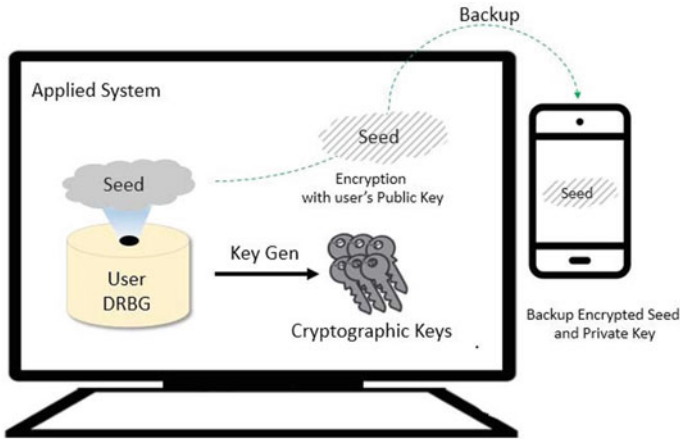 Backup
Applied System
Seed
Encryption
with user's Public Key
Seed
User
DRBG
Key Gen
Cryptographic Keys
Seed
Backup Encrypted Seed
and Private Key